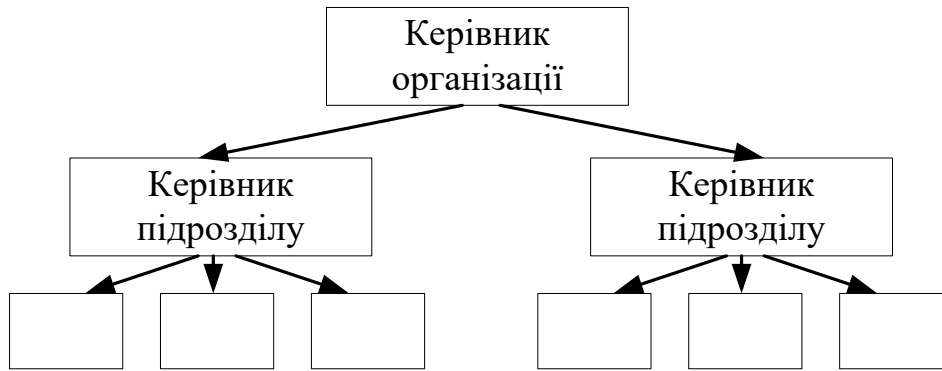 Керівник
організації
Керівник
підрозділу
Керівник
підрозділу